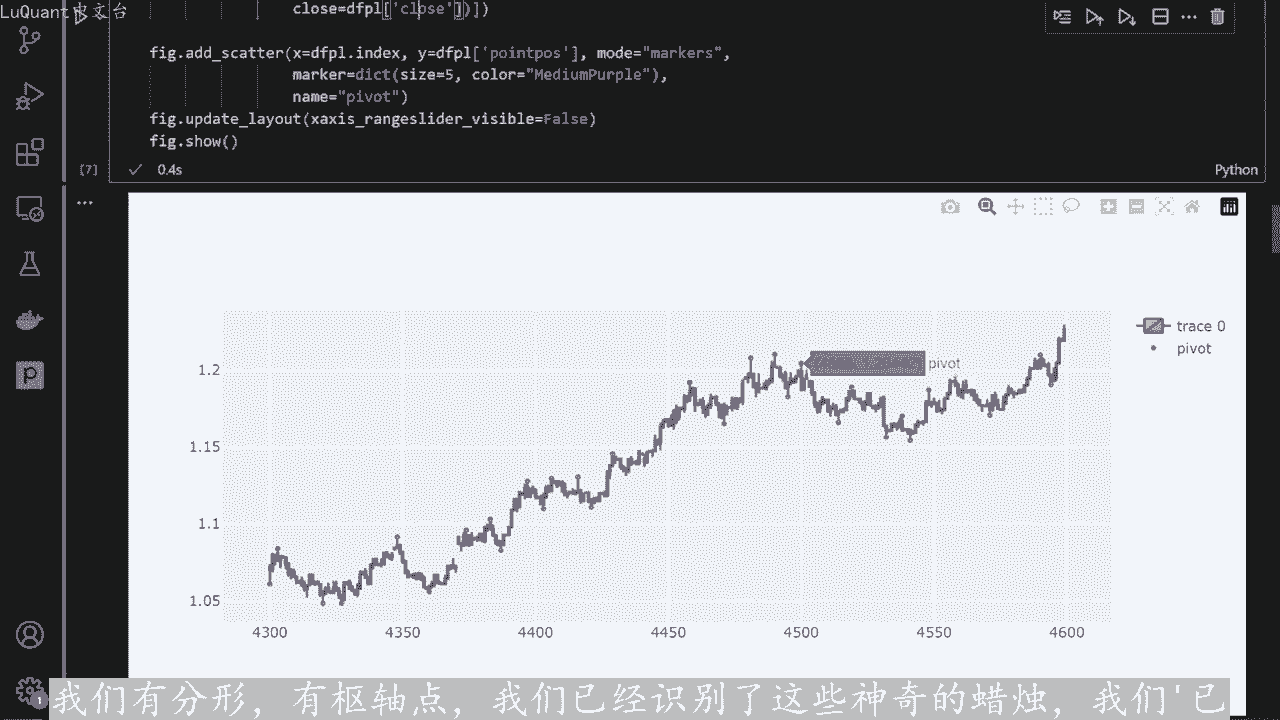 LuQuant中文台
close=dfpl['close'])])
fig.add_scatter(x=dfpl.index, y=dfpl['pointpos'], mode="markers",
marker=dict(size=5, color="MediumPurple"),
name="pivot")
fig.update_layout(xaxis_rangeslider_visible=False)
fig.show()
[7]
0.4s
Python
trace 0
pivot
pivot
1.2
1.15
1.1
1.05
4300
4350
4400
4450
4500
4550
4600
1
我们有分形，有枢轴点，我们已经识别了这些神奇的蜡烛，我们'已